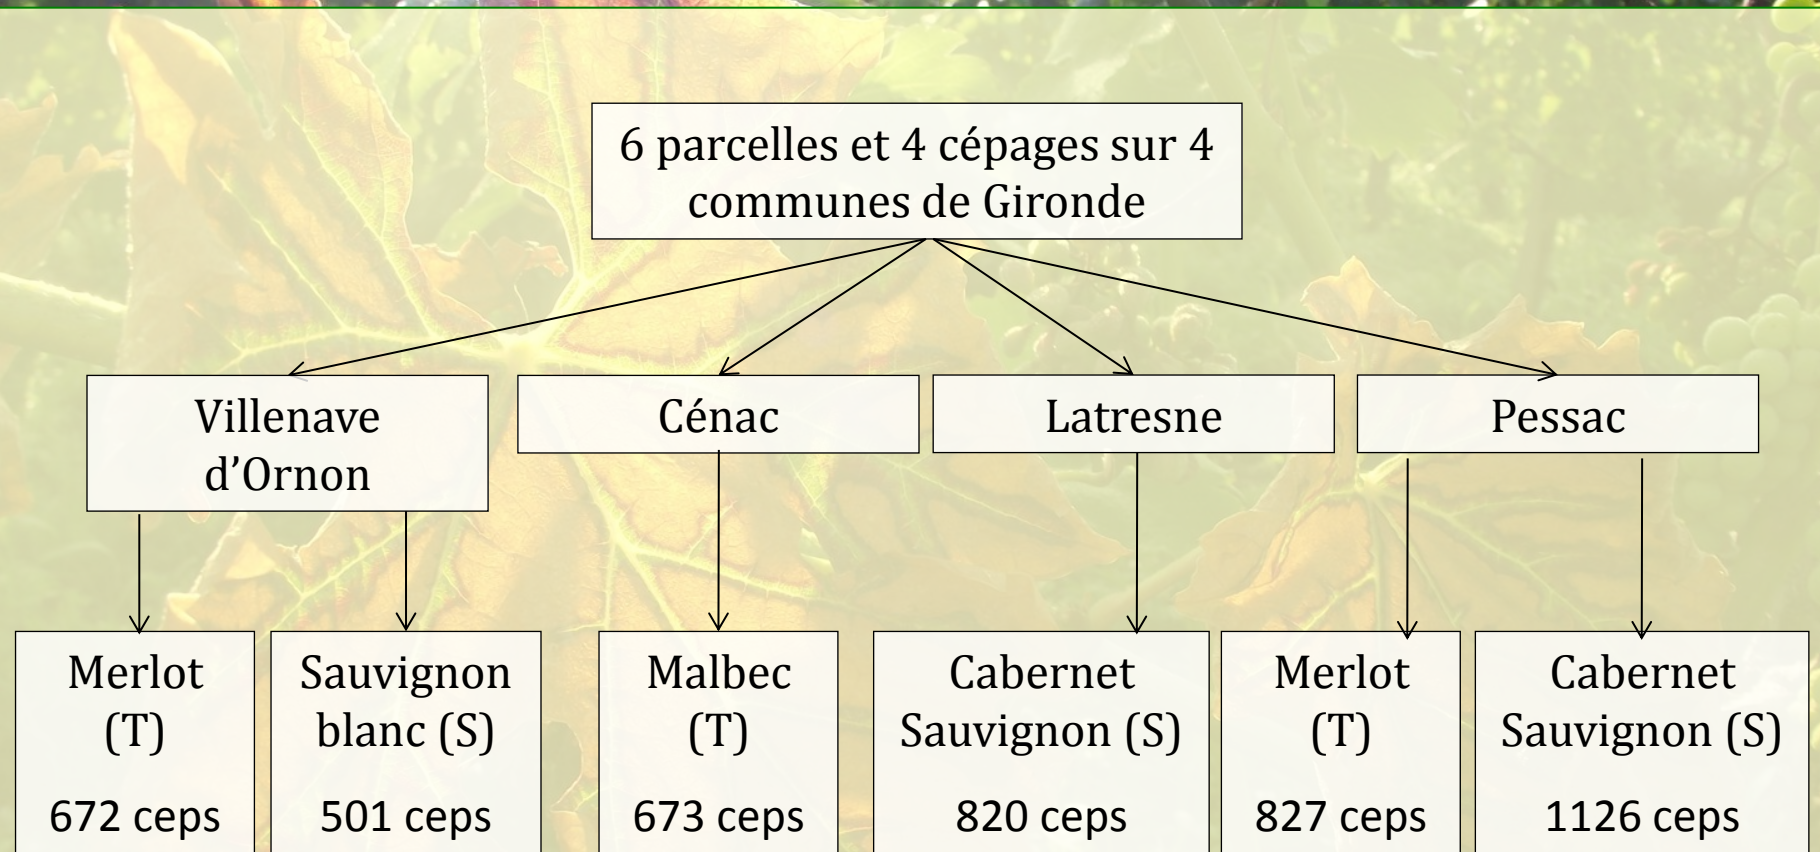 6 parcelles et 4 cépages sur 4
communes de Gironde
Villenave
d’Ornon
Cénac
Latresne
Pessac
Merlot
(T)
672 ceps
Sauvignon
blanc (S)
501 ceps
Malbec
(T)
673 ceps
Cabernet
Sauvignon (S)
820 ceps
Merlot
(T)
827 ceps
Cabernet
Sauvignon (S)
1126 ceps